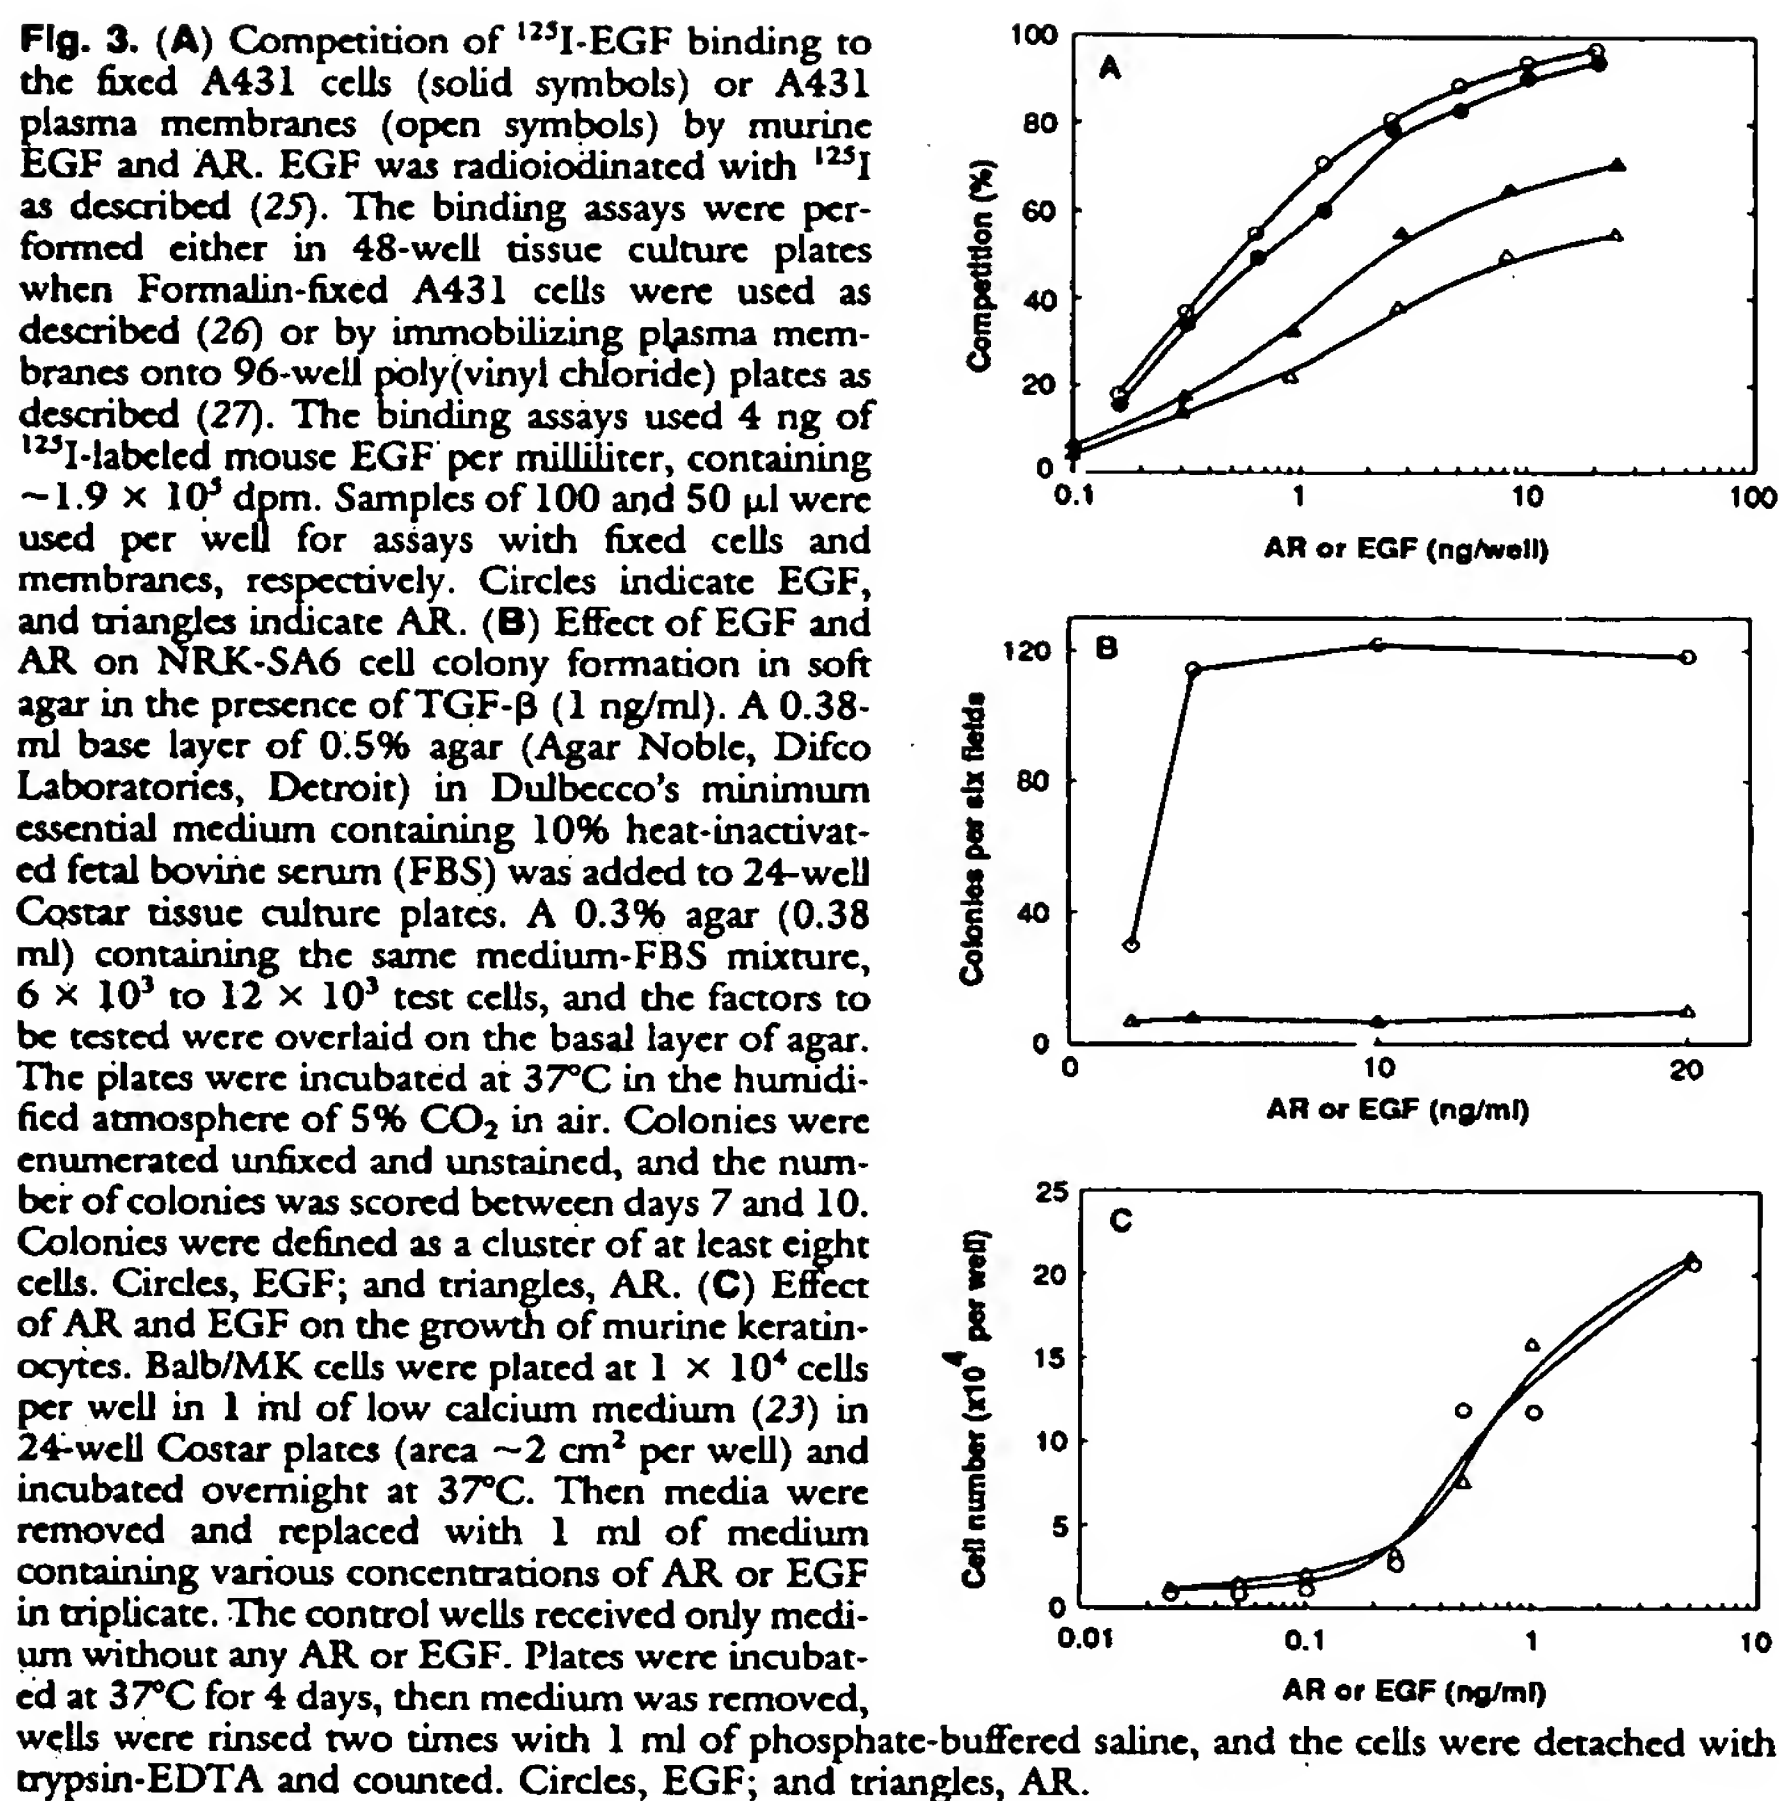 Fig. 3. (A) Competition of ¹²⁵I-EGF binding to
the fixed A431 cells (solid symbols) or A431
plasma membranes (open symbols) by murine
EGF and AR. EGF was radioiodinated with ¹²⁵I
as described (25). The binding assays were per-
formed either in 48-well tissue culture plates
when Formalin-fixed A431 cells were used as
described (26) or by immobilizing plasma mem-
branes onto 96-well poly(vinyl chloride) plates as
described (27). The binding assays used 4 ng of
¹²⁵I-labeled mouse EGF per milliliter, containing
~1.9 × 10⁵ dpm. Samples of 100 and 50 μl were
used per well for assays with fixed cells and
membranes, respectively. Circles indicate EGF,
and triangles indicate AR. (B) Effect of EGF and
AR on NRK-SA6 cell colony formation in soft
agar in the presence of TGF-β (1 ng/ml). A 0.38-
ml base layer of 0.5% agar (Agar Noble, Difco
Laboratories, Detroit) in Dulbecco's minimum
essential medium containing 10% heat-inactivat-
ed fetal bovine serum (FBS) was added to 24-well
Costar tissue culture plates. A 0.3% agar (0.38
ml) containing the same medium-FBS mixture,
6 × 10³ to 12 × 10³ test cells, and the factors to
be tested were overlaid on the basal layer of agar.
The plates were incubated at 37°C in the humidi-
fied atmosphere of 5% CO₂ in air. Colonies were
enumerated unfixed and unstained, and the num-
ber of colonies was scored between days 7 and 10.
Colonies were defined as a cluster of at least eight
cells. Circles, EGF; and triangles, AR. (C) Effect
of AR and EGF on the growth of murine keratin-
ocytes. Balb/MK cells were plated at 1 × 10⁴ cells
per well in 1 ml of low calcium medium (23) in
24-well Costar plates (area ~2 cm² per well) and
incubated overnight at 37°C. Then media were
removed and replaced with 1 ml of medium
containing various concentrations of AR or EGF
in triplicate. The control wells received only medi-
um without any AR or EGF. Plates were incubat-
ed at 37°C for 4 days, then medium was removed,
wells were rinsed two times with 1 ml of phosphate-buffered saline, and the cells were detached with
trypsin-EDTA and counted. Circles, EGF; and triangles, AR.
A
Competition (%)
100
80
60
40
20
0
0.1 1 10 100
AR or EGF (ng/well)
B
Colonies per six fields
120
80
40
0
0 10 20
AR or EGF (ng/ml)
C
Cell number (x10⁴ per well)
25
20
15
10
5
0
0.01 0.1 1 10
AR or EGF (ng/ml)